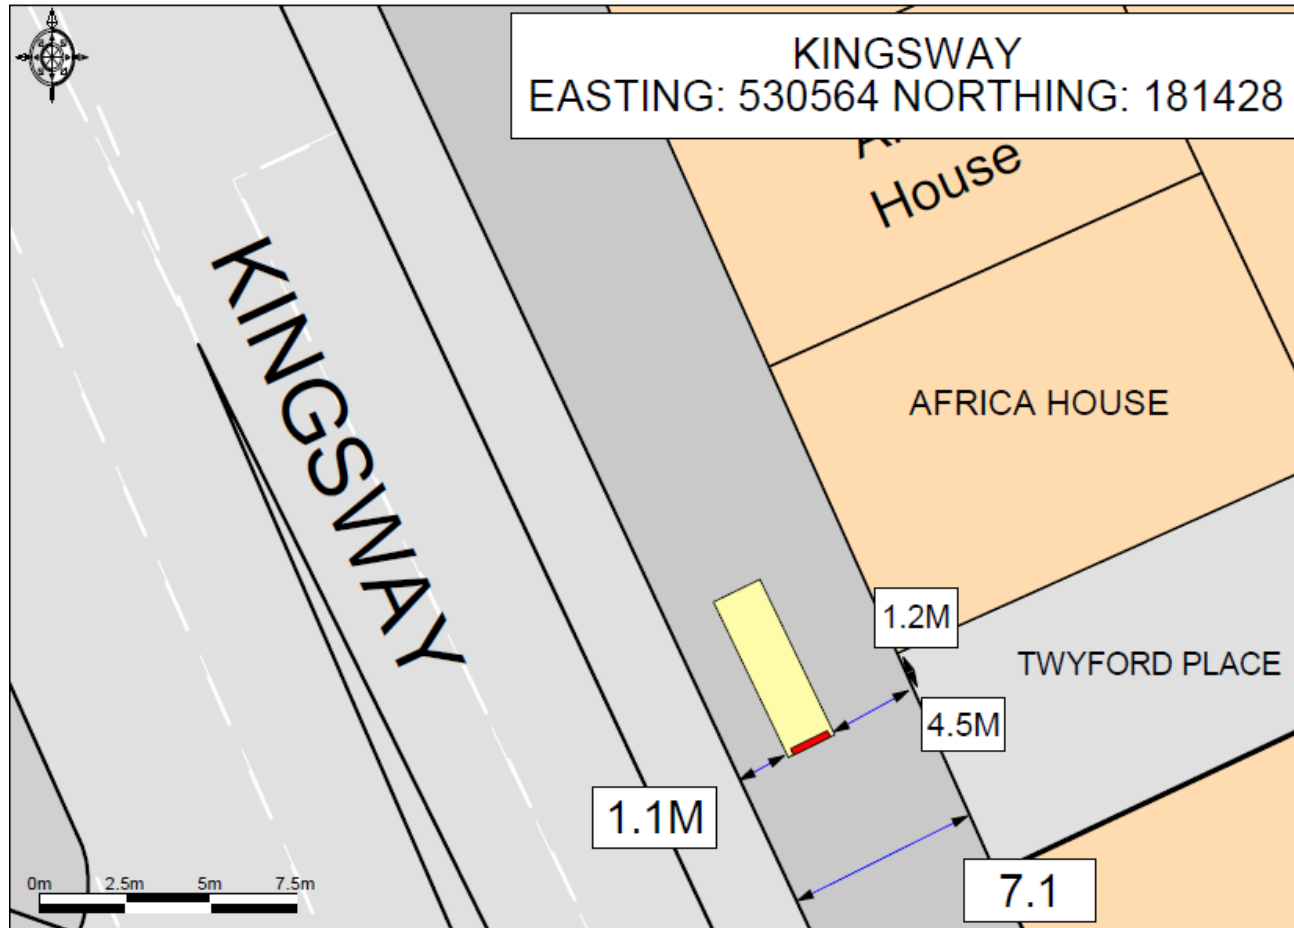 KINGSWAY
EASTING: 530564 NORTHING: 181428
House
KINGSWAY
AFRICA HOUSE
1.2M
TWYFORD PLACE
4.5M
1.1M
7.1
0m 2.5m 5m 7.5m